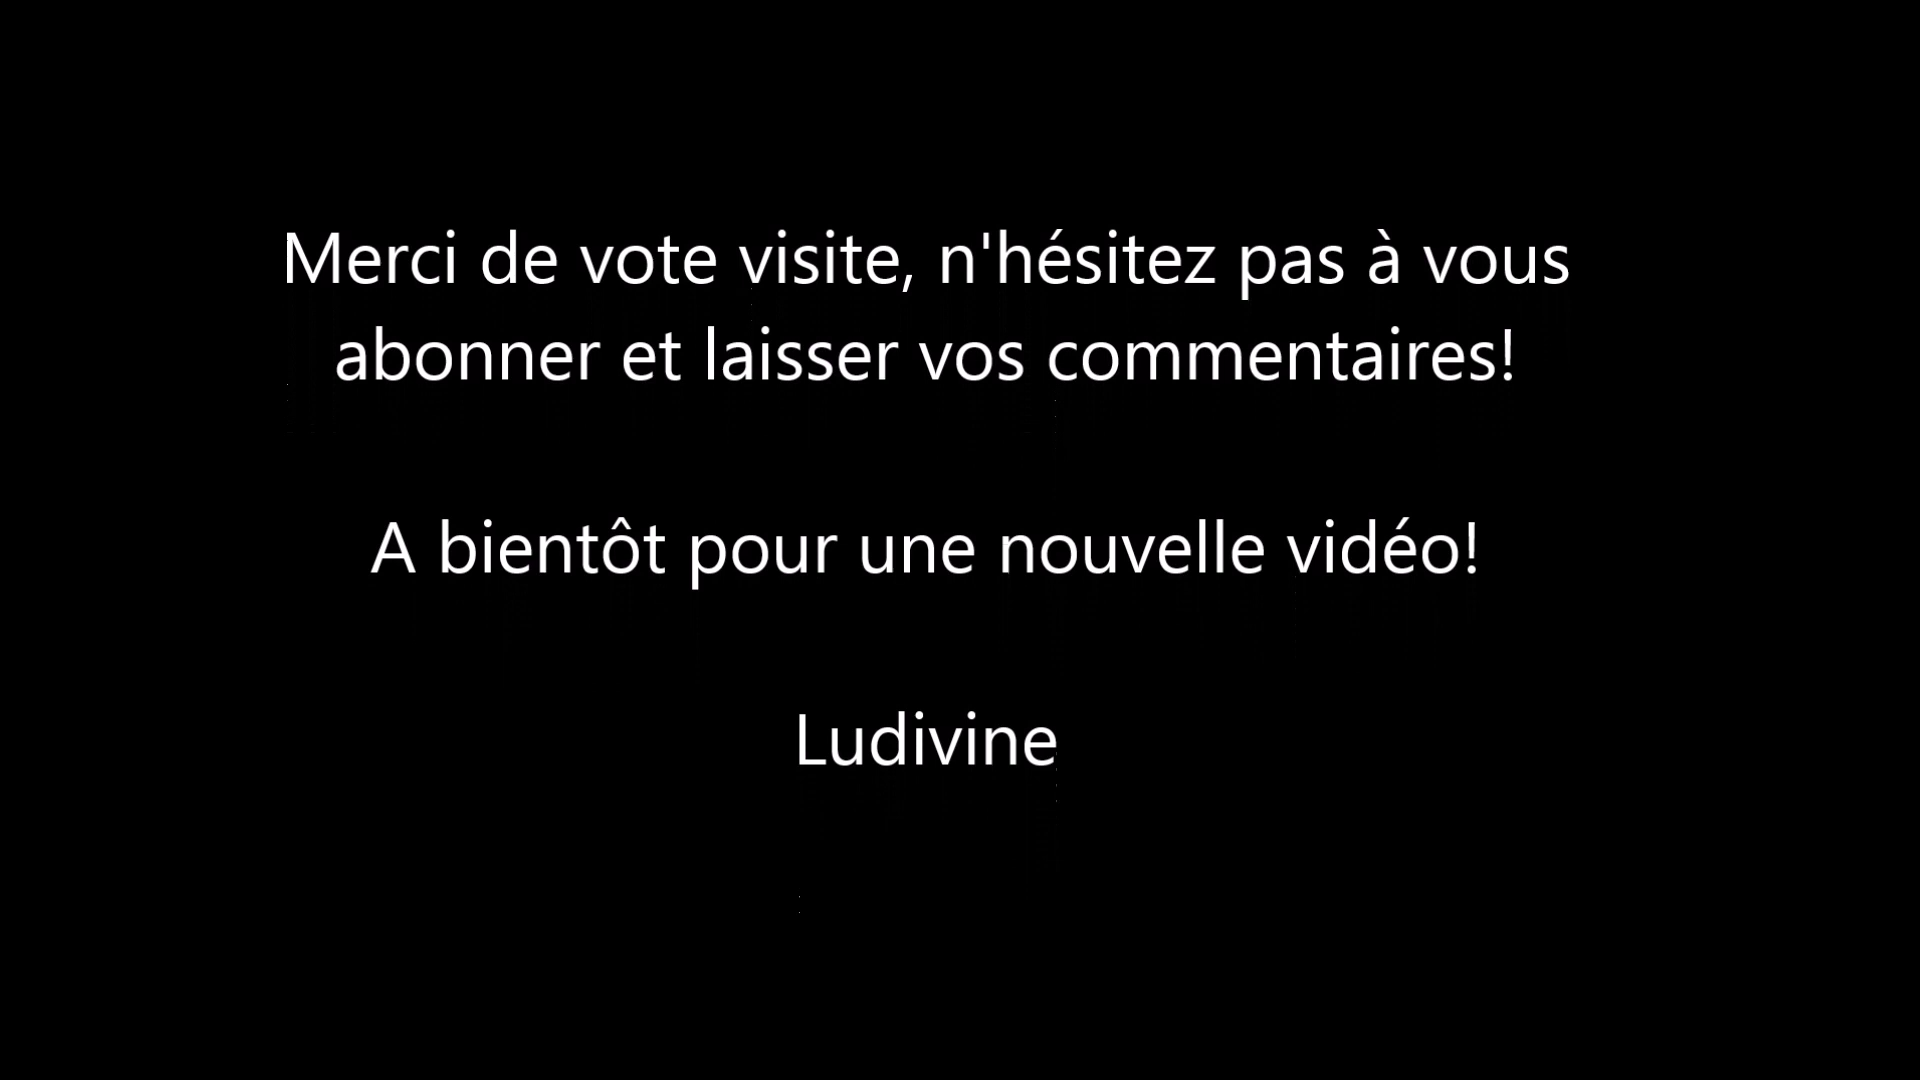 Merci de vote visite, n'hésitez pas à vous
abonner et laisser vos commentaires!
A bientôt pour une nouvelle vidéo!
Ludivine